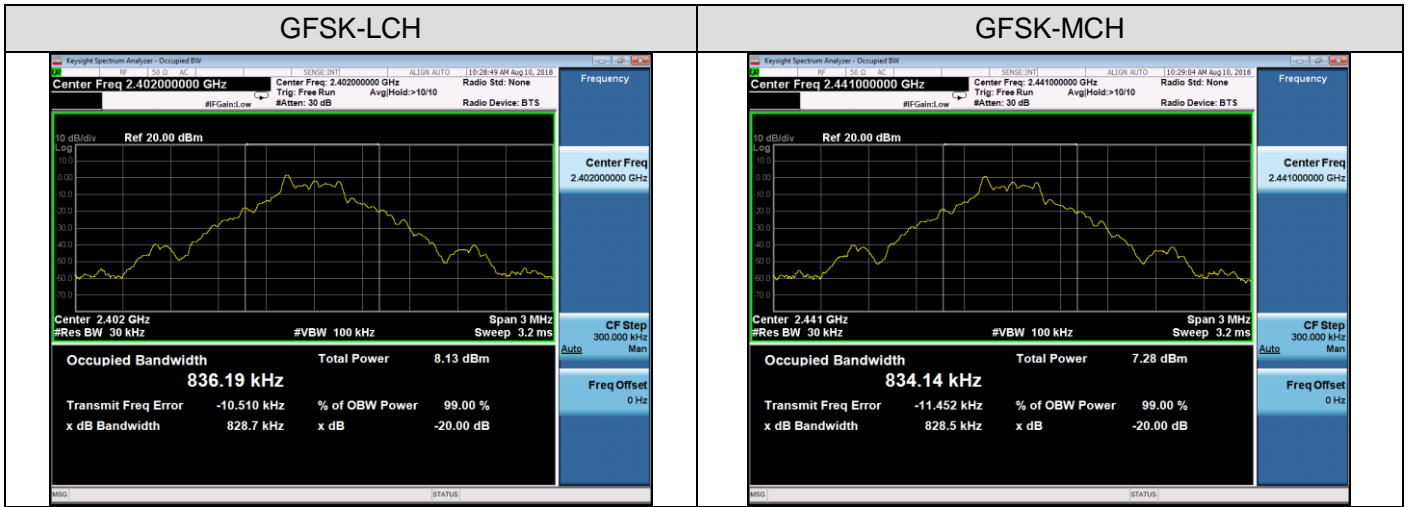 GFSK-LCH
Keysight Spectrum Analyzer - Occupied BW
RF 50 Ω AC SENSE:INT ALIGN AUTO 10:28:49 AM Aug 10, 2018
Center Freq 2.402000000 GHz
Center Freq: 2.402000000 GHz
Radio Std: None
Trig: Free Run Avg|Hold:>10/10
#IFGain:Low
#Atten: 30 dB
Radio Device: BTS
Frequency
10 dB/div Ref 20.00 dBm
Log
10.0
0.00
-10.0
-20.0
-30.0
-40.0
-50.0
-60.0
-70.0
Center Freq
2.402000000 GHz
Center 2.402 GHz Span 3 MHz
#Res BW 30 kHz #VBW 100 kHz Sweep 3.2 ms
CF Step
300.000 kHz
Auto Man
Occupied Bandwidth Total Power 8.13 dBm
836.19 kHz
Freq Offset
0 Hz
Transmit Freq Error -10.510 kHz % of OBW Power 99.00 %
x dB Bandwidth 828.7 kHz x dB -20.00 dB
MSG STATUS
GFSK-MCH
Keysight Spectrum Analyzer - Occupied BW
RF 50 Ω AC SENSE:INT ALIGN AUTO 10:29:04 AM Aug 10, 2018
Center Freq 2.441000000 GHz
Center Freq: 2.441000000 GHz
Radio Std: None
Trig: Free Run Avg|Hold:>10/10
#IFGain:Low
#Atten: 30 dB
Radio Device: BTS
Frequency
10 dB/div Ref 20.00 dBm
Log
10.0
0.00
-10.0
-20.0
-30.0
-40.0
-50.0
-60.0
-70.0
Center Freq
2.441000000 GHz
Center 2.441 GHz Span 3 MHz
#Res BW 30 kHz #VBW 100 kHz Sweep 3.2 ms
CF Step
300.000 kHz
Auto Man
Occupied Bandwidth Total Power 7.28 dBm
834.14 kHz
Freq Offset
0 Hz
Transmit Freq Error -11.452 kHz % of OBW Power 99.00 %
x dB Bandwidth 828.5 kHz x dB -20.00 dB
MSG STATUS